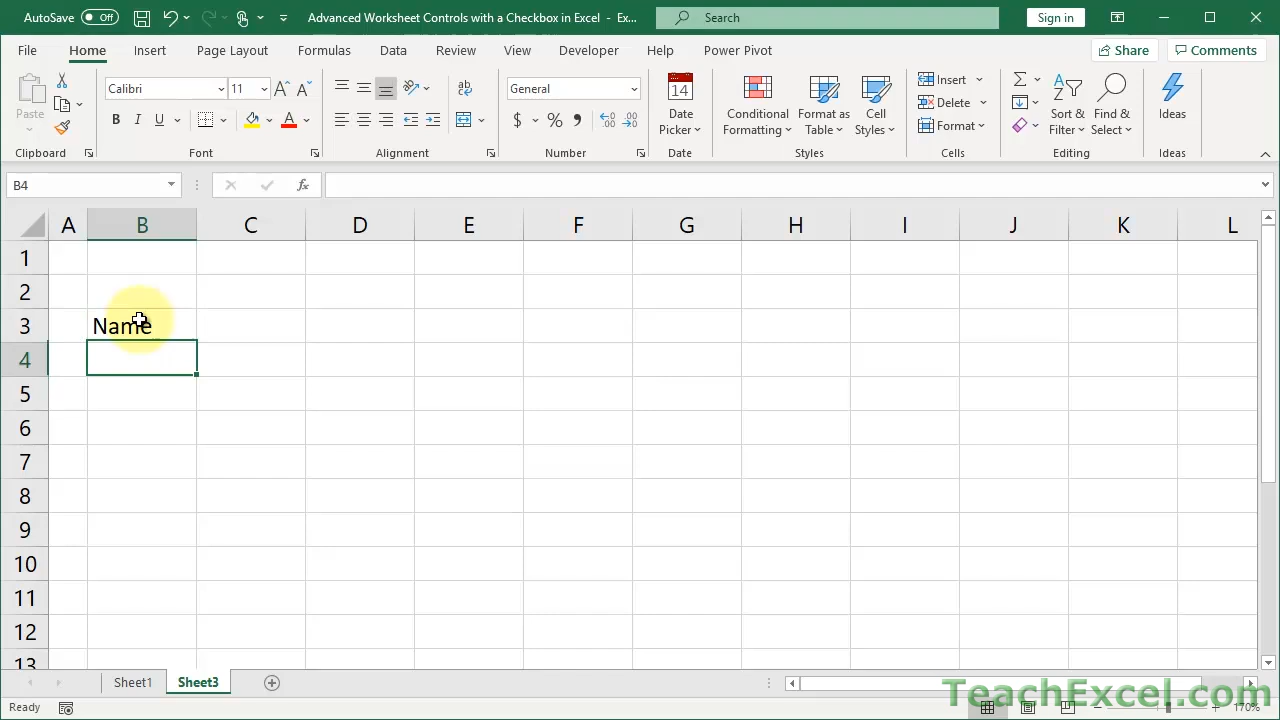 AutoSave Off Advanced Worksheet Controls with a Checkbox in Excel - Ex... Search Sign in
File Home Insert Page Layout Formulas Data Review View Developer Help Power Pivot Share Comments
Calibri 11 General 14 Insert
Paste Date Conditional Format as Cell Delete Sort & Find & Ideas
Picker Formatting Table Styles Format Filter Select
Clipboard Font Alignment Number Date Styles Cells Editing Ideas
B4 fx
A B C D E F G H I J K L
1
2
3 Name
4
5
6
7
8
9
10
11
12
13
Sheet1 Sheet3
Ready 170%
TeachExcel.com